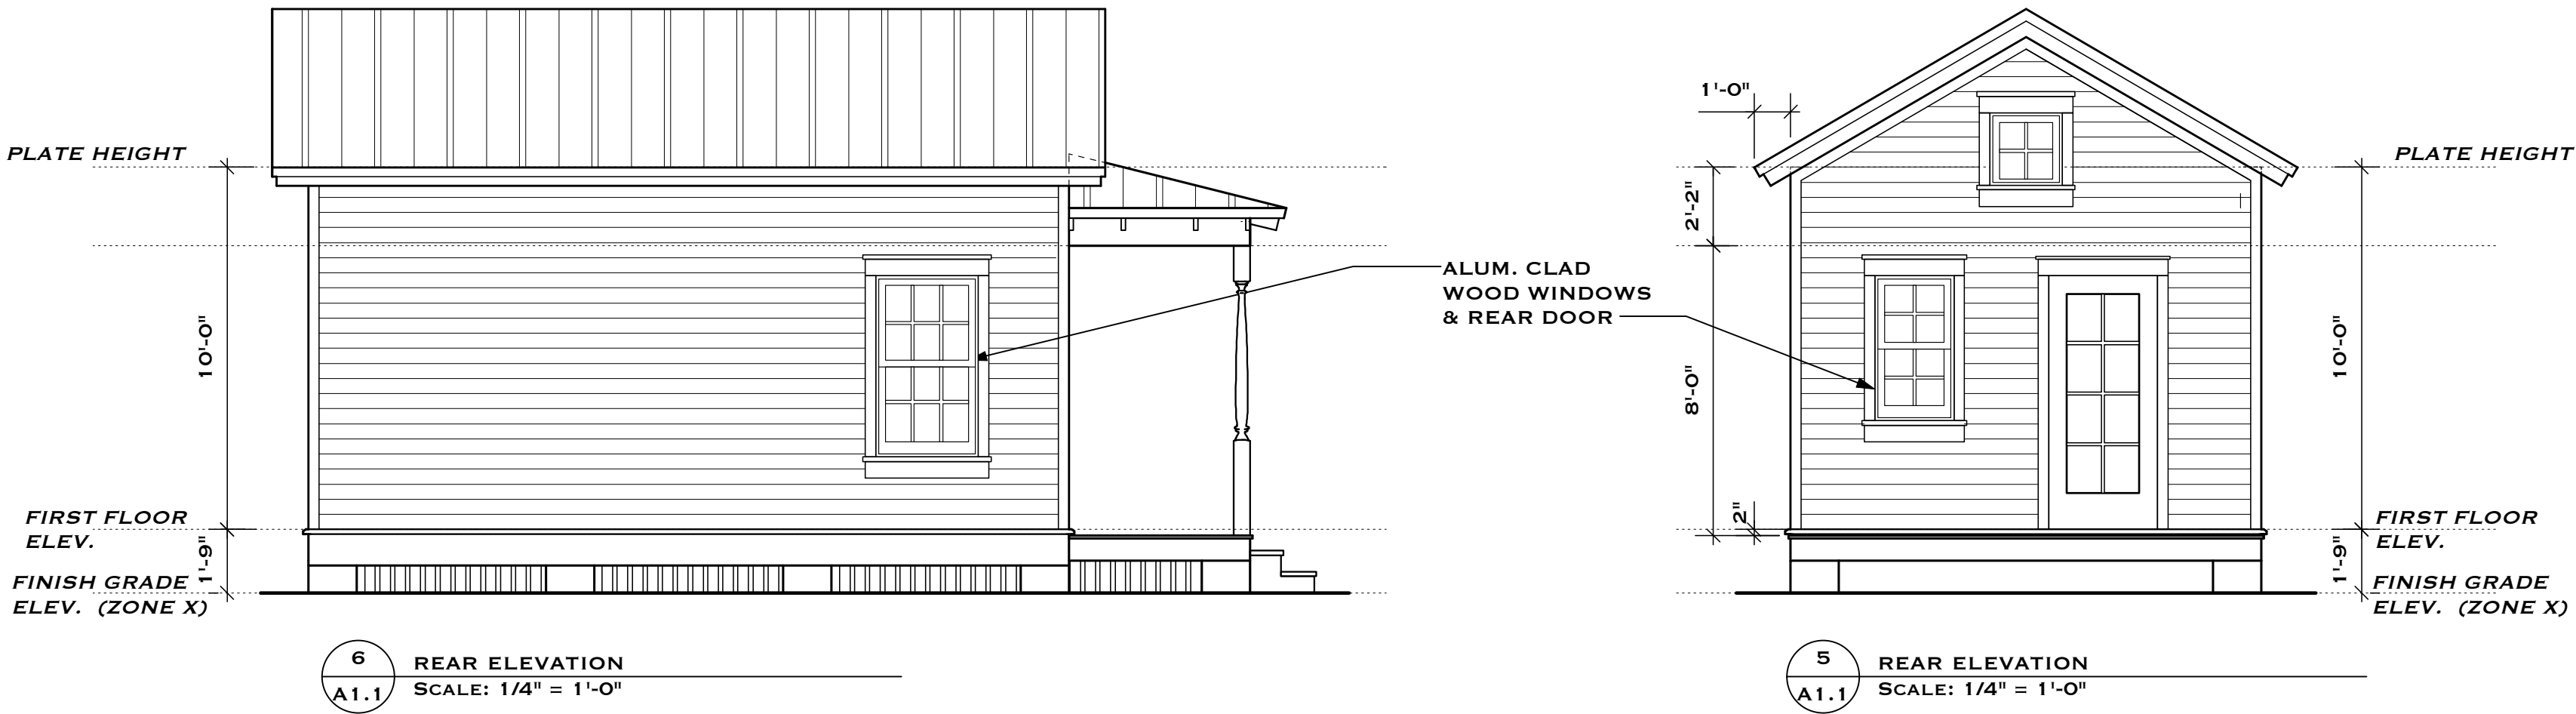 PLATE HEIGHT
10'-0"
FIRST FLOOR
ELEV.
1'-9"
FINISH GRADE
ELEV. (ZONE X)
6
A1.1
REAR ELEVATION
SCALE: 1/4" = 1'-0"
ALUM. CLAD
WOOD WINDOWS
& REAR DOOR
1'-0"
2'-2"
8'-0"
2"
PLATE HEIGHT
10'-0"
FIRST FLOOR
ELEV.
1'-9"
FINISH GRADE
ELEV. (ZONE X)
5
A1.1
REAR ELEVATION
SCALE: 1/4" = 1'-0"